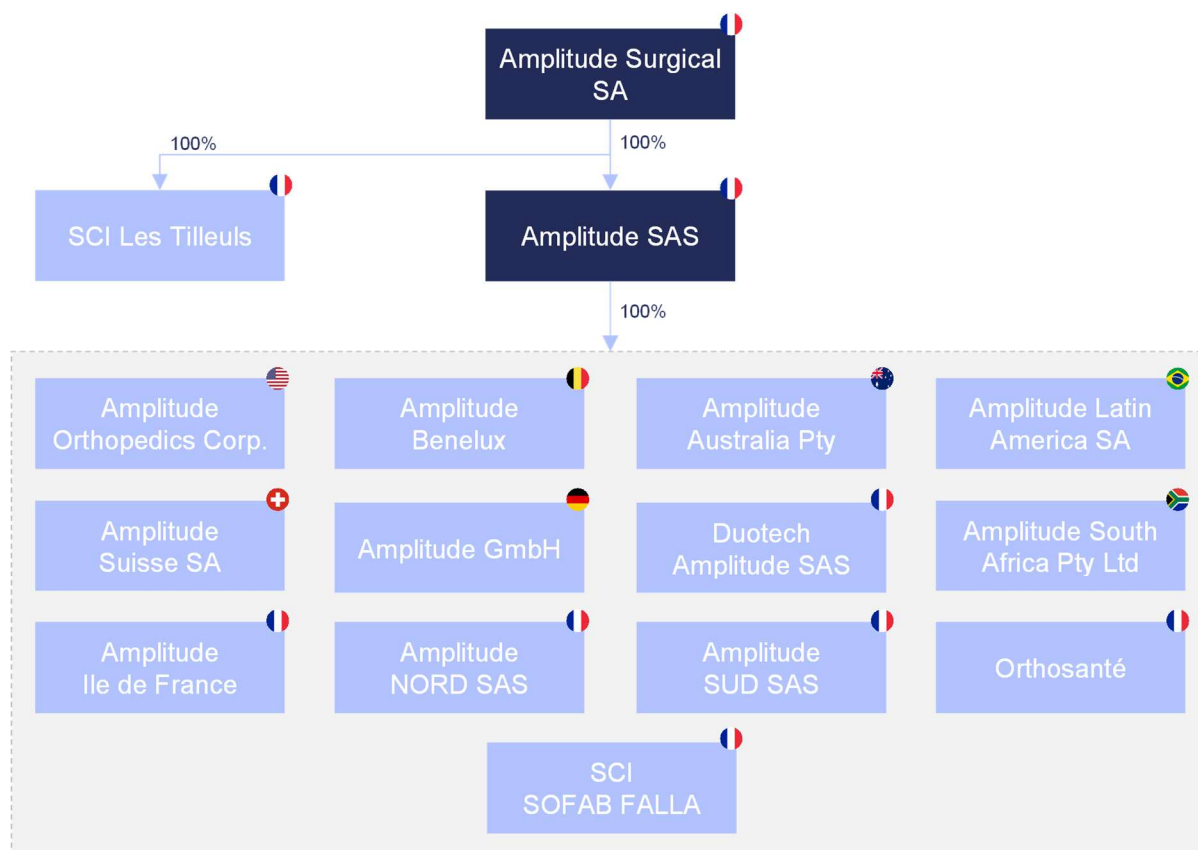 Amplitude Surgical
SA
100%
100%
SCI Les Tilleuls
Amplitude SAS
100%
Amplitude
Orthopedics Corp.
Amplitude
Benelux
Amplitude
Australia Pty
Amplitude Latin
America SA
Amplitude
Suisse SA
Amplitude GmbH
Duotech
Amplitude SAS
Amplitude South
Africa Pty Ltd
Amplitude
Ile de France
Amplitude
NORD SAS
Amplitude
SUD SAS
Orthosanté
SCI
SOFAB FALLA